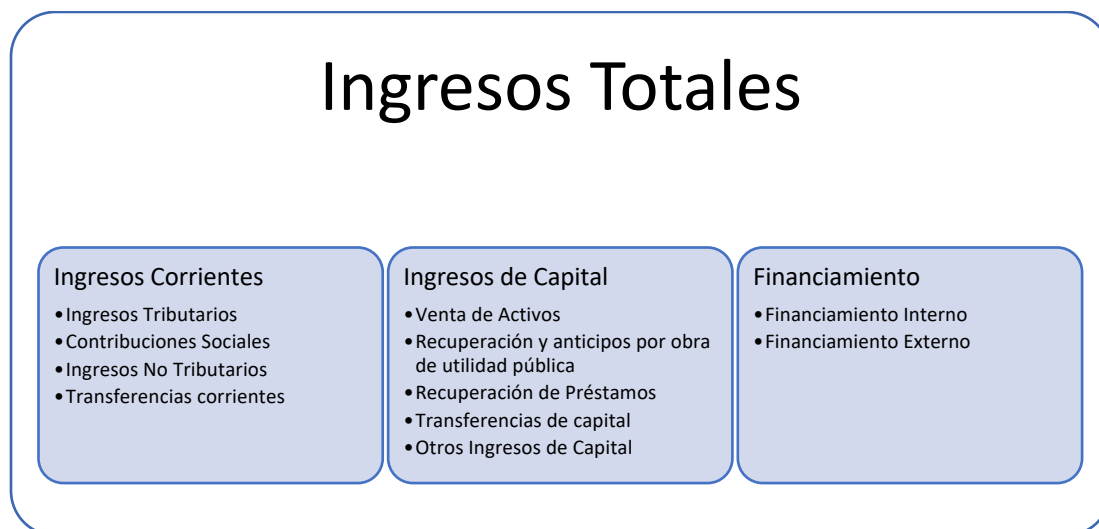 Ingresos Totales
Ingresos Corrientes
•Ingresos Tributarios
•Contribuciones Sociales
•Ingresos No Tributarios
•Transferencias corrientes
Ingresos de Capital
•Venta de Activos
•Recuperación y anticipos por obra
de utilidad pública
•Recuperación de Préstamos
•Transferencias de capital
•Otros Ingresos de Capital
Financiamiento
•Financiamiento Interno
•Financiamiento Externo